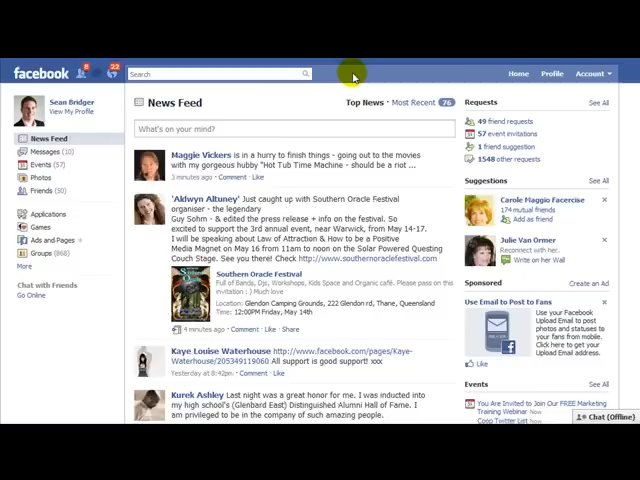 facebook
8
22
Search
Home
Profile
Account
Sean Bridger
View My Profile
News Feed
Messages (10)
Events (57)
Photos
Friends (50)
Applications
Games
Ads and Pages
Groups (868)
More
Chat with Friends
Go Online
News Feed
Top News · Most Recent 76
What's on your mind?
Maggie Vickers is in a hurry to finish things - going out to the movies
with my gorgeous hubby "Hot Tub Time Machine - should be a riot ...
3 minutes ago · Comment · Like
'Aldwyn Altuney' Just caught up with Southern Oracle Festival
organiser - the legendary
Guy Sohn - & edited the press release + info on the festival. So
excited to support the 3rd annual event, near Warwick, from May 14-17.
I will be speaking about Law of Attraction & How to be a Positive
Media Magnet on May 16 from 11am to noon on the Solar Powered Questing
Couch Stage. See you there! Check http://www.southernoraclefestival.com
Southern Oracle Festival
Full of Bands, Djs, Workshops, Kids Space and Organic café. Please pass on this
invitation :) Much love
Location: Glendon Camping Grounds, 222 Glendon rd, Thane, Queensland
Time: 12:00PM Friday, May 14th
4 minutes ago · Comment · Like · Share
Kaye Louise Waterhouse http://www.facebook.com/pages/Kaye-
Waterhouse/205349119060 All support is good support! xxx
Yesterday at 8:42pm · Comment · Like
Kurek Ashley Last night was a great honor for me. I was inducted into
my high school's (Glenbard East) Distinguished Alumni Hall of Fame. I
am privileged to be in the company of such amazing people.
Requests
See All
49 friend requests
57 event invitations
1 friend suggestion
1548 other requests
Suggestions
See All
Carole Maggio Facercise
174 mutual friends
Add as friend
Julie Van Ormer
Reconnect with her.
Write on her Wall
Sponsored
Create an Ad
Use Email to Post to Fans
Use your Facebook
Upload Email to post
photos and statuses to
your fans from mobile.
Click here to get your
Upload Email address.
Like
Events
See All
You Are Invited to Join Our FREE Marketing
Training Webinar Now
Coop Twitter List Now
Chat (Offline)